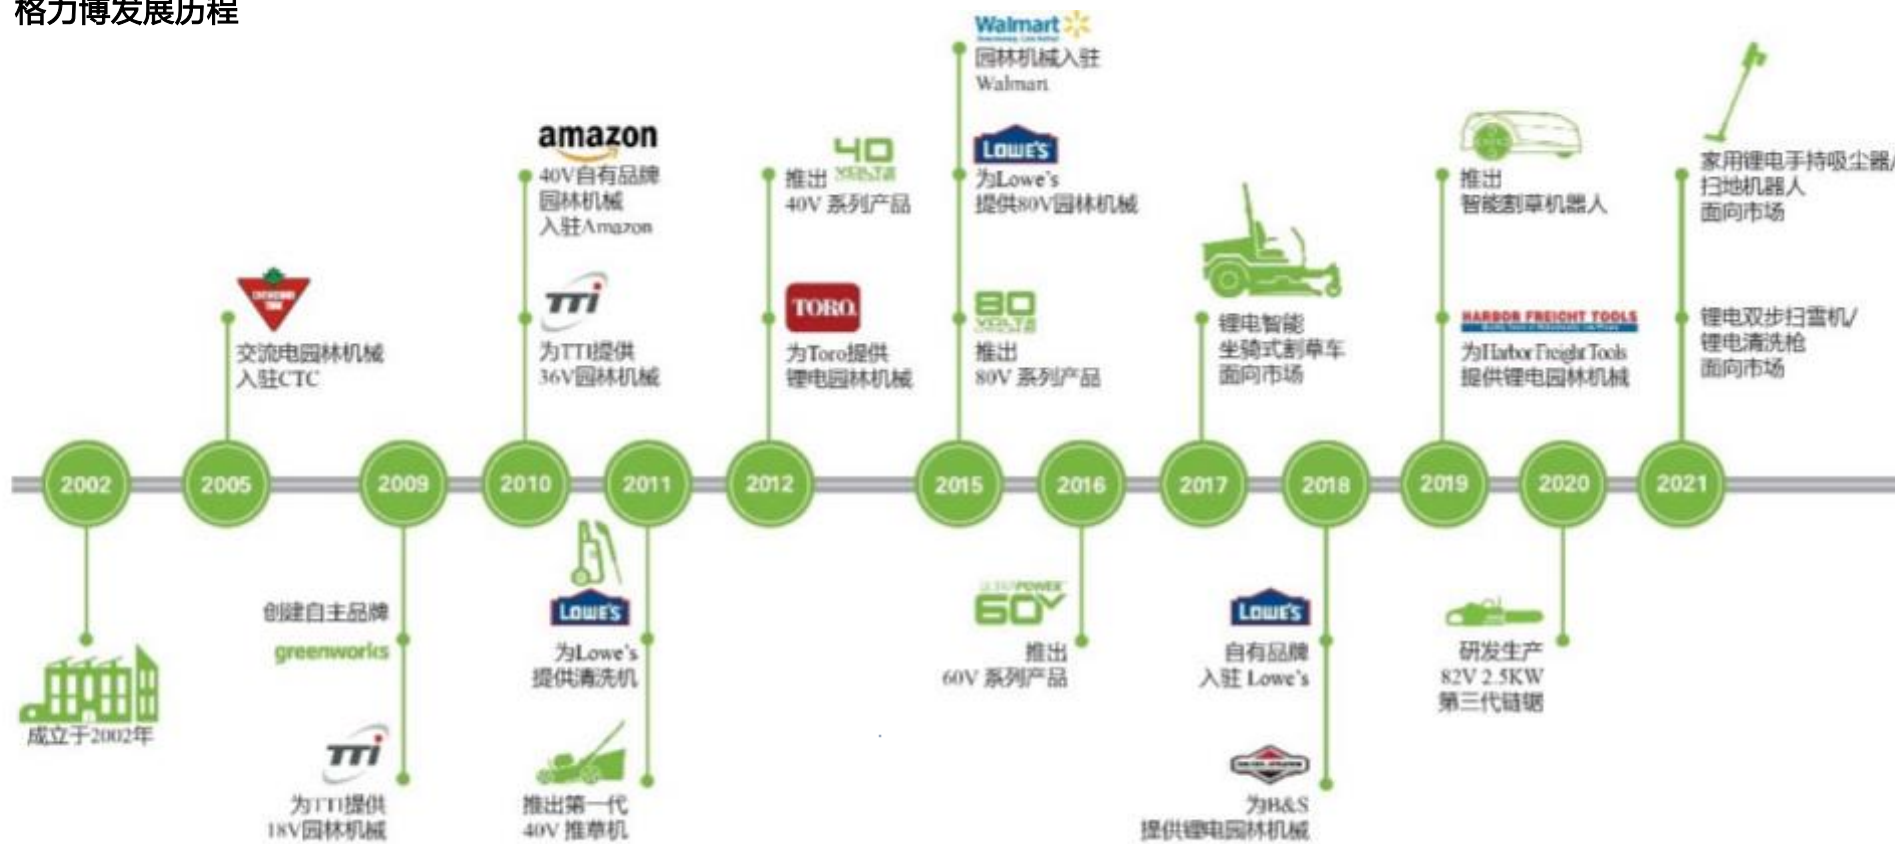 格力博发展历程
成立于2002年
2002
交流电园林机械
入驻CTC
2005
创建自主品牌
greenworks
TTI
为TTI提供
18V园林机械
2009
amazon
40V自有品牌
园林机械
入驻Amazon
TTI
为TTI提供
36V园林机械
2010
LOWE'S
为Lowe's
提供清洗机
推出第一代
40V 推草机
2011
40
VOLTS
推出
40V 系列产品
TORO
为Toro提供
锂电园林机械
2012
Walmart
园林机械入驻
Walmart
LOWE'S
为Lowe's
提供80V园林机械
80
VOLTS
推出
80V 系列产品
2015
60V
推出
60V 系列产品
2016
锂电智能
坐骑式割草车
面向市场
2017
LOWE'S
自有品牌
入驻 Lowe's
为B&S
提供锂电园林机械
2018
推出
智能割草机器人
HARBOR FREIGHT TOOLS
为Harbor Freight Tools
提供锂电园林机械
2019
研发生产
82V 2.5KW
第三代链锯
2020
家用锂电手持吸尘器/
扫地机器人
面向市场
锂电双步扫雪机/
锂电清洗枪
面向市场
2021